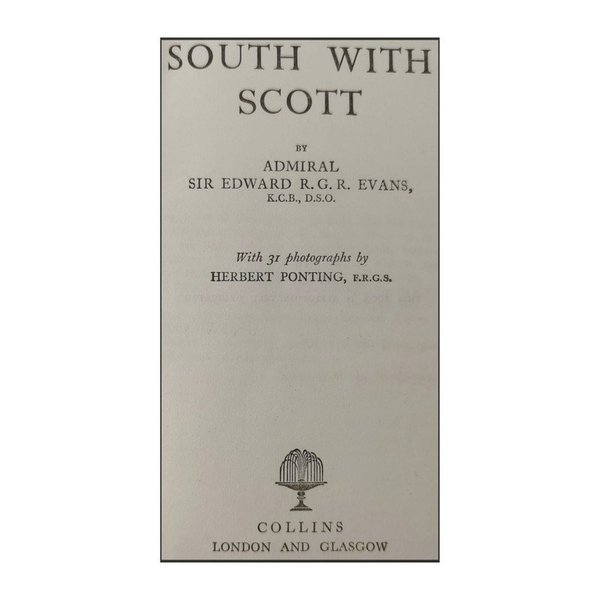 SOUTH WITH
SCOTT
BY
ADMIRAL
SIR EDWARD R. G. R. EVANS,
K.C.B., D.S.O.
With 31 photographs by
HERBERT PONTING, F.R.G.S.
COLLINS
LONDON AND GLASGOW